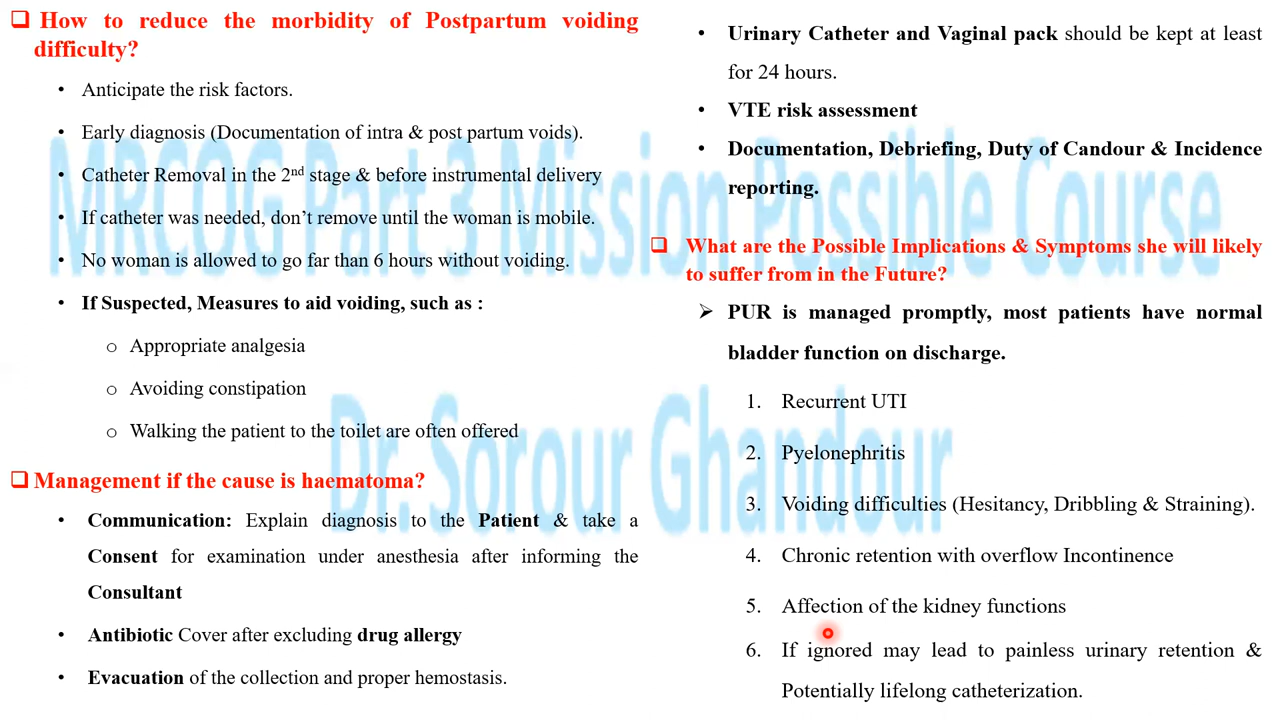 ❑ How to reduce the morbidity of Postpartum voiding
difficulty?
• Anticipate the risk factors.
• Early diagnosis (Documentation of intra & post partum voids).
• Catheter Removal in the 2nd stage & before instrumental delivery
• If catheter was needed, don't remove until the woman is mobile.
• No woman is allowed to go far than 6 hours without voiding.
• If Suspected, Measures to aid voiding, such as :
o Appropriate analgesia
o Avoiding constipation
o Walking the patient to the toilet are often offered
❑ Management if the cause is haematoma?
• Communication: Explain diagnosis to the Patient & take a
Consent for examination under anesthesia after informing the
Consultant
• Antibiotic Cover after excluding drug allergy
• Evacuation of the collection and proper hemostasis.
• Urinary Catheter and Vaginal pack should be kept at least
for 24 hours.
• VTE risk assessment
• Documentation, Debriefing, Duty of Candour & Incidence
reporting.
❑ What are the Possible Implications & Symptoms she will likely
to suffer from in the Future?
➢ PUR is managed promptly, most patients have normal
bladder function on discharge.
1. Recurrent UTI
2. Pyelonephritis
3. Voiding difficulties (Hesitancy, Dribbling & Straining).
4. Chronic retention with overflow Incontinence
5. Affection of the kidney functions
6. If ignored may lead to painless urinary retention &
Potentially lifelong catheterization.
MRCOG Part 3 Mission Possible Course
Dr. Sorour Ghandour